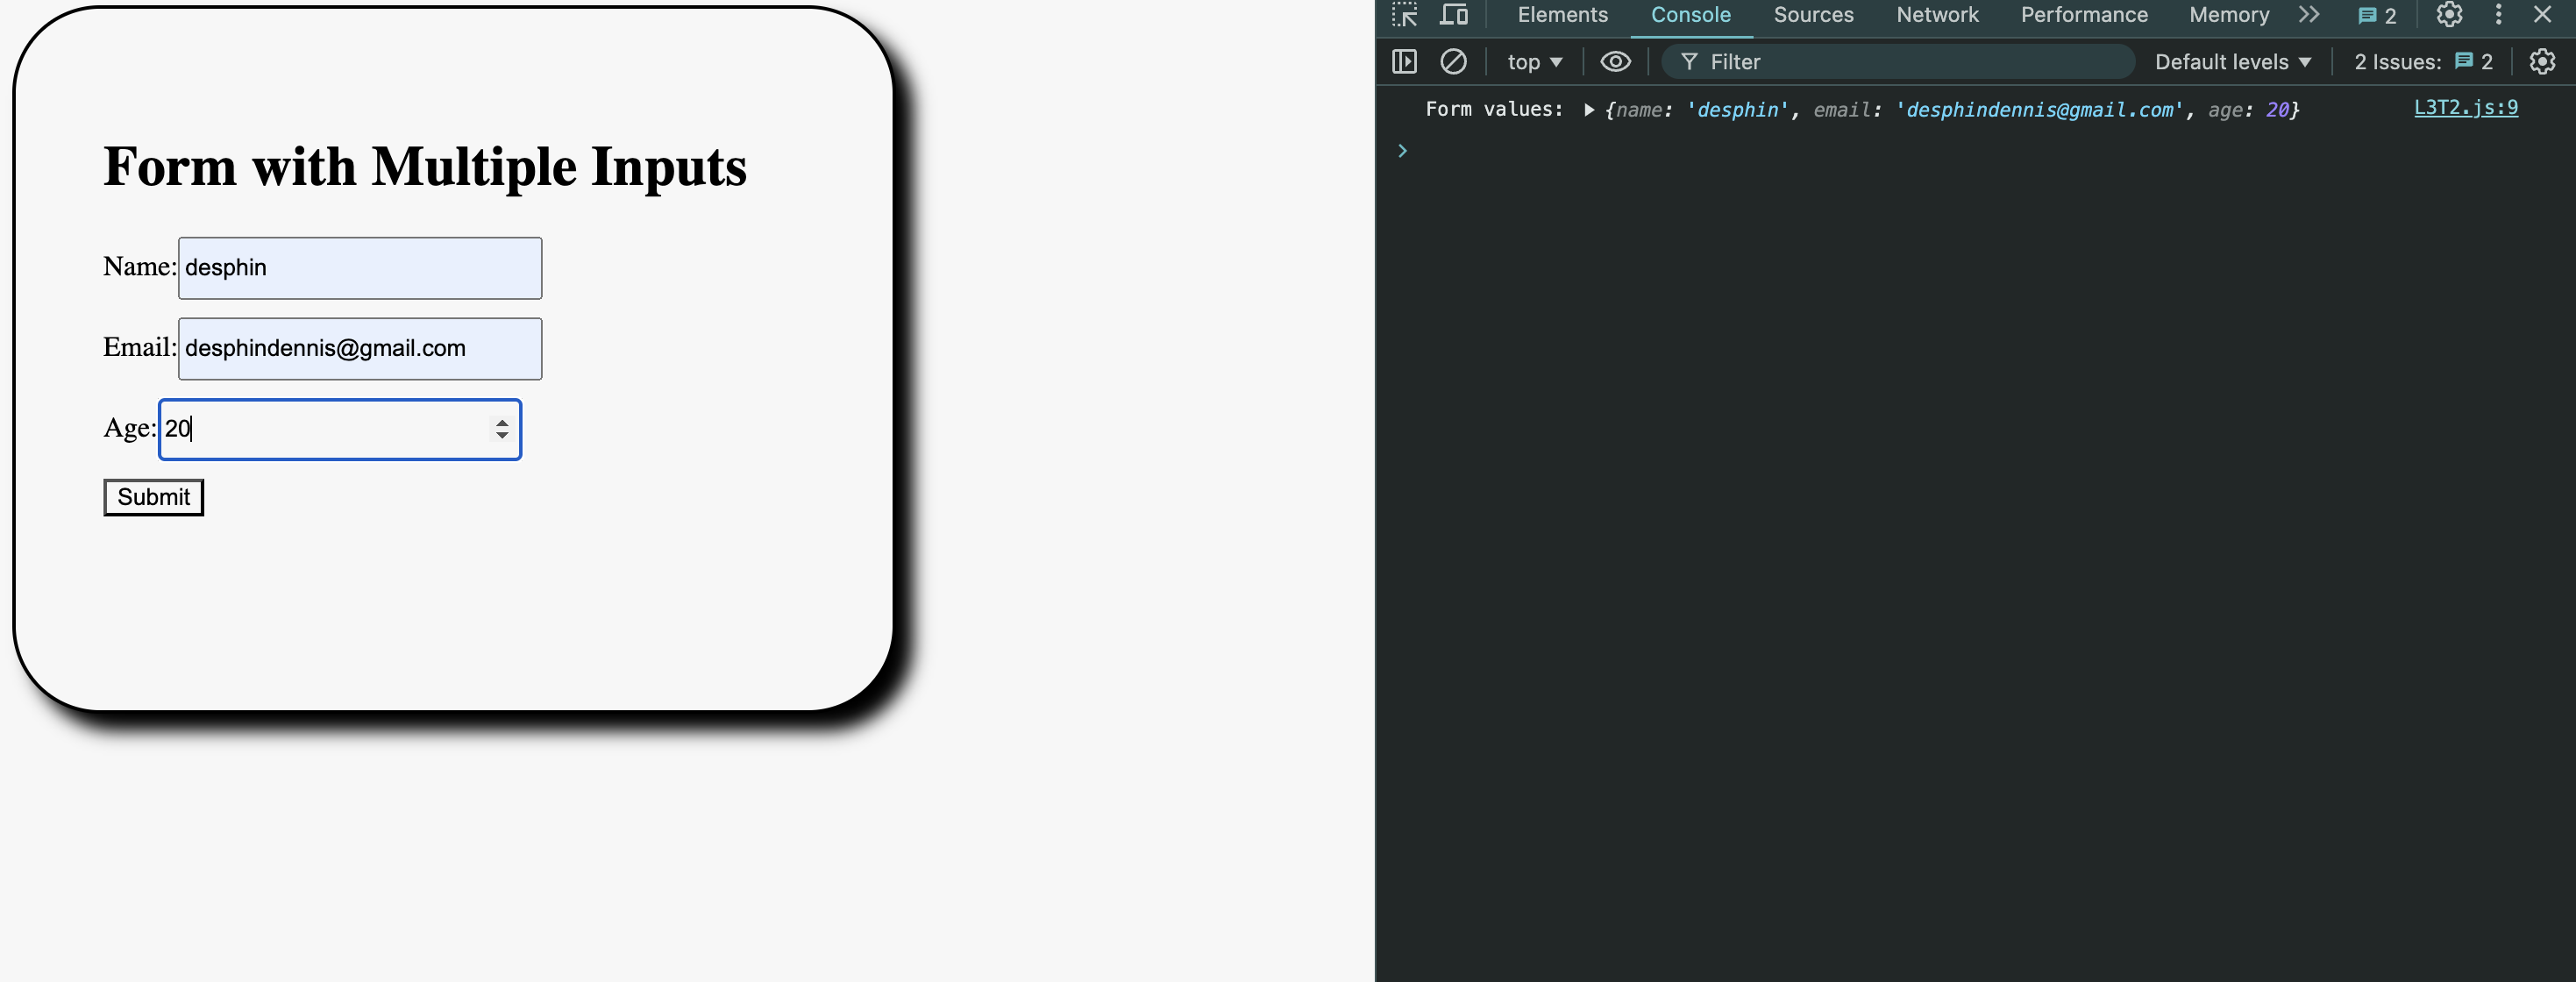 Form with Multiple Inputs
Name: desphin
Email: desphindennis@gmail.com
Age: 20
Submit
Elements Console Sources Network Performance Memory 2
top Filter Default levels 2 Issues: 2
Form values: {name: 'desphin', email: 'desphindennis@gmail.com', age: 20} L3T2.js:9